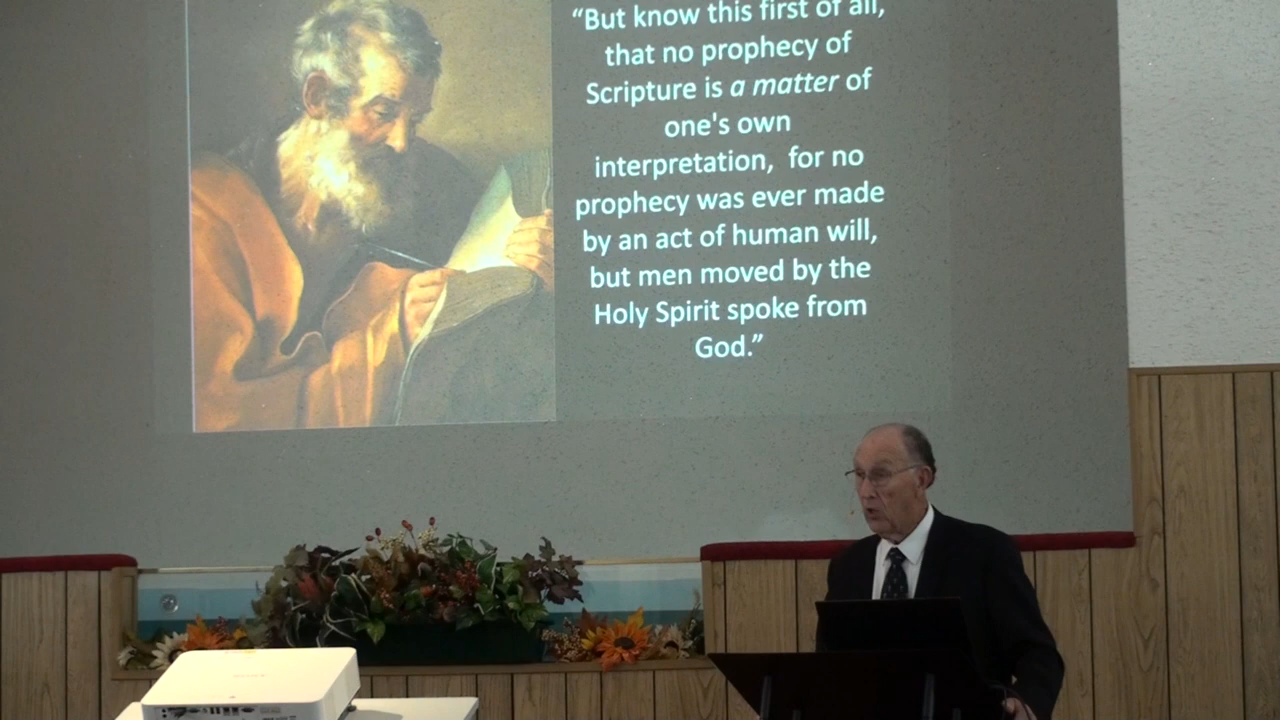 “But know this first of all,
that no prophecy of
Scripture is a matter of
one's own
interpretation,  for no
prophecy was ever made
by an act of human will,
but men moved by the
Holy Spirit spoke from
God.”